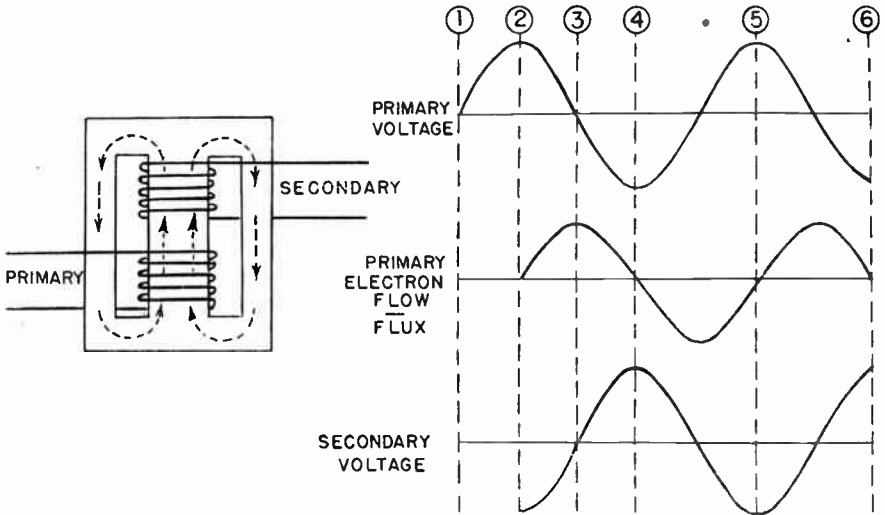 1 2 3 4 5 6
PRIMARY
VOLTAGE
SECONDARY
PRIMARY
PRIMARY
ELECTRON
FLOW
FLUX
SECONDARY
VOLTAGE